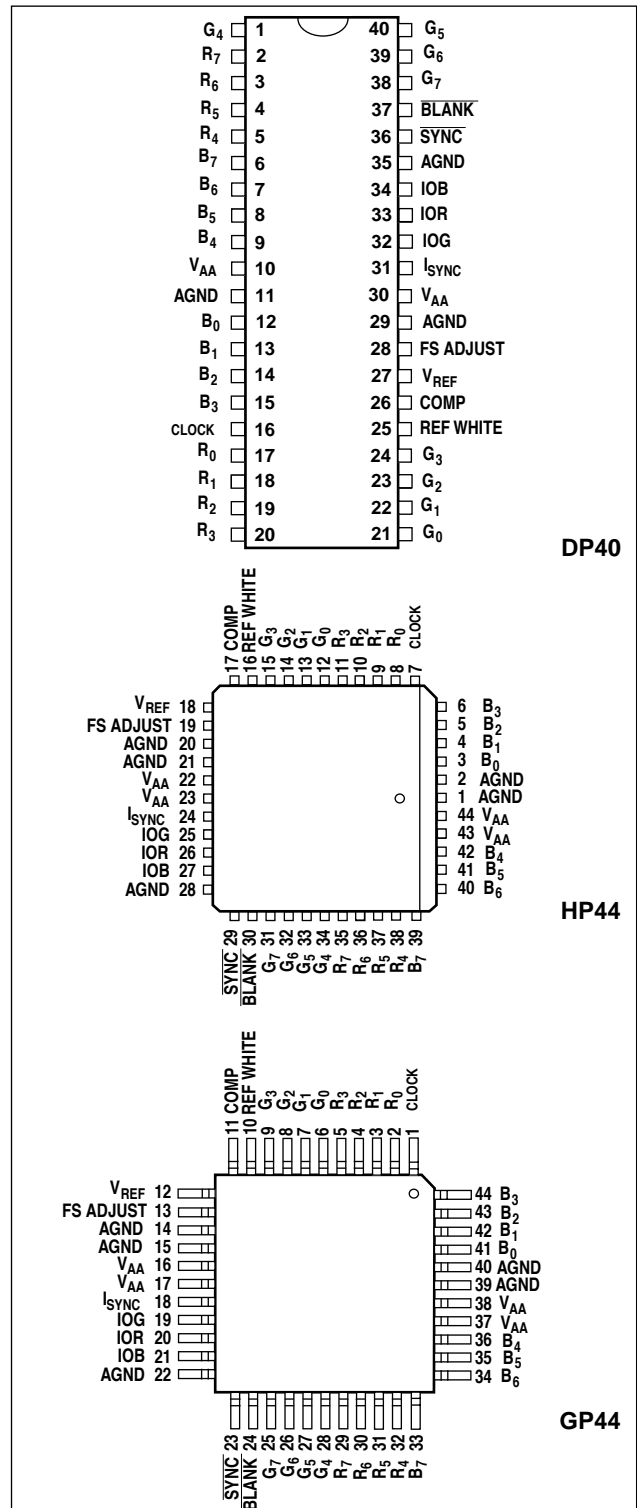 G4 1 40 G5
R7 2 39 G6
R6 3 38 G7
R5 4 37 BLANK
R4 5 36 SYNC
B7 6 35 AGND
B6 7 34 IOB
B5 8 33 IOR
B4 9 32 IOG
VAA 10 31 ISYNC
AGND 11 30 VAA
B0 12 29 AGND
B1 13 28 FS ADJUST
B2 14 27 VREF
B3 15 26 COMP
CLOCK 16 25 REF WHITE
R0 17 24 G3
R1 18 23 G2
R2 19 22 G1
R3 20 21 G0
DP40
17 COMP
16 REF WHITE
15 G3
14 G2
13 G1
12 G0
11 R3
10 R2
9 R1
8 R0
7 CLOCK
VREF 18
FS ADJUST 19
AGND 20
AGND 21
VAA 22
VAA 23
ISYNC 24
IOG 25
IOR 26
IOB 27
AGND 28
6 B3
5 B2
4 B1
3 B0
2 AGND
1 AGND
44 VAA
43 VAA
42 B4
41 B5
40 B6
HP44
SYNC 29
BLANK 30
G7 31
G6 32
G5 33
G4 34
R7 35
R6 36
R5 37
R4 38
B7 39
11 COMP
10 REF WHITE
9 G3
8 G2
7 G1
6 G0
5 R3
4 R2
3 R1
2 R0
1 CLOCK
VREF 12
FS ADJUST 13
AGND 14
AGND 15
VAA 16
VAA 17
ISYNC 18
IOG 19
IOR 20
IOB 21
AGND 22
44 B3
43 B2
42 B1
41 B0
40 AGND
39 AGND
38 VAA
37 VAA
36 B4
35 B5
34 B6
GP44
SYNC 23
BLANK 24
G7 25
G6 26
G5 27
G4 28
R7 29
R6 30
R5 31
R4 32
B7 33